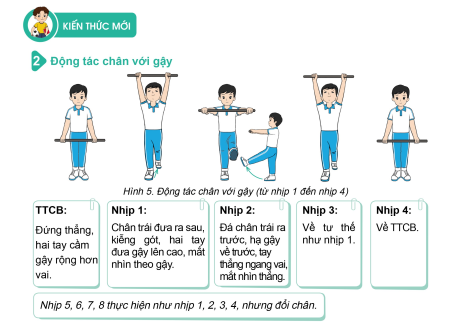 KIẾN THỨC MỚI
2 Động tác chân với gậy
Hình 5. Động tác chân với gậy (từ nhịp 1 đến nhịp 4)
TTCB:
Đứng thẳng,
hai tay cầm
gậy rộng hơn
vai.
Nhịp 1:
Chân trái đưa ra sau,
kiễng gót, hai tay
đưa gậy lên cao, mắt
nhìn theo gậy.
Nhịp 2:
Đá chân trái ra
trước, hạ gậy
về trước, tay
thẳng ngang vai,
mắt nhìn thẳng.
Nhịp 3:
Về tư thế
như nhịp 1.
Nhịp 4:
Về TTCB.
Nhịp 5, 6, 7, 8 thực hiện như nhịp 1, 2, 3, 4, nhưng đổi chân.